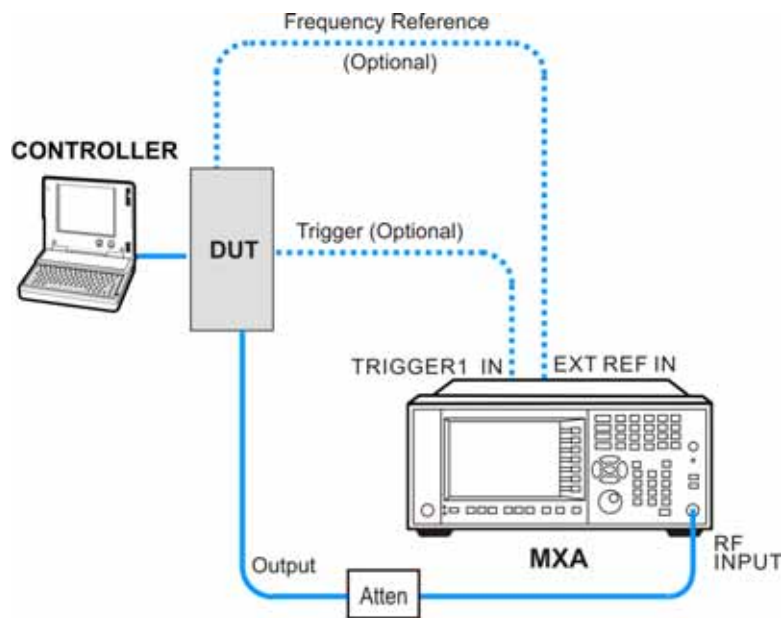 Frequency Reference
(Optional)
CONTROLLER
DUT
Trigger (Optional)
TRIGGER1 IN
EXT REF IN
MXA
RF
INPUT
Output
Atten